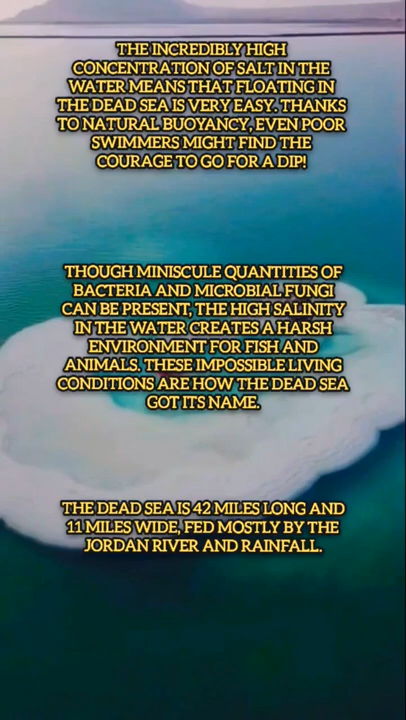 THE INCREDIBLY HIGH
CONCENTRATION OF SALT IN THE
WATER MEANS THAT FLOATING IN
THE DEAD SEA IS VERY EASY. THANKS
TO NATURAL BUOYANCY, EVEN POOR
SWIMMERS MIGHT FIND THE
COURAGE TO GO FOR A DIP!
THOUGH MINISCULE QUANTITIES OF
BACTERIA AND MICROBIAL FUNGI
CAN BE PRESENT, THE HIGH SALINITY
IN THE WATER CREATES A HARSH
ENVIRONMENT FOR FISH AND
ANIMALS. THESE IMPOSSIBLE LIVING
CONDITIONS ARE HOW THE DEAD SEA
GOT ITS NAME.
THE DEAD SEA IS 42 MILES LONG AND
11 MILES WIDE, FED MOSTLY BY THE
JORDAN RIVER AND RAINFALL.